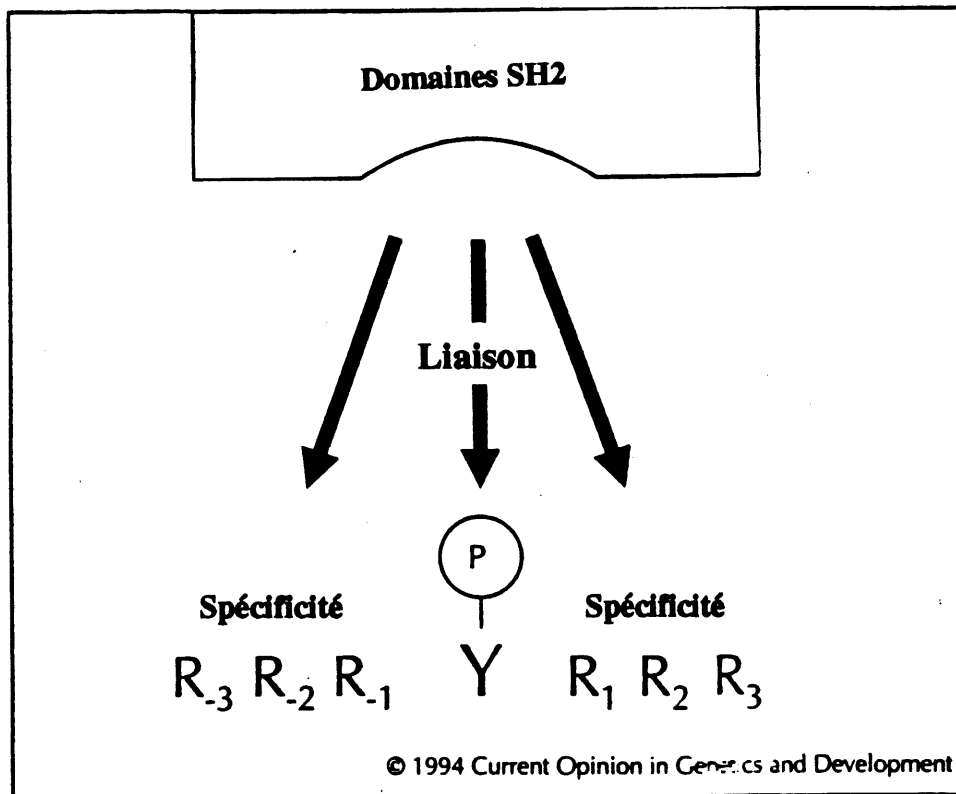 Domaines SH2
Liaison
P
Spécificité Spécificité
R-3 R-2 R-1 Y R1 R2 R3
© 1994 Current Opinion in and Development